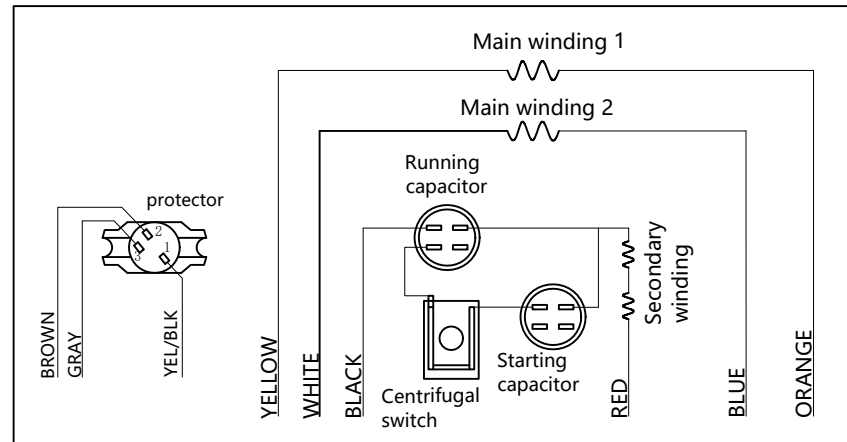 Main winding 1
Main winding 2
Running
capacitor
protector
2
1
3
Secondary
winding
BROWN
GRAY
YEL/BLK
YELLOW
WHITE
BLACK
Centrifugal
switch
Starting
capacitor
RED
BLUE
ORANGE